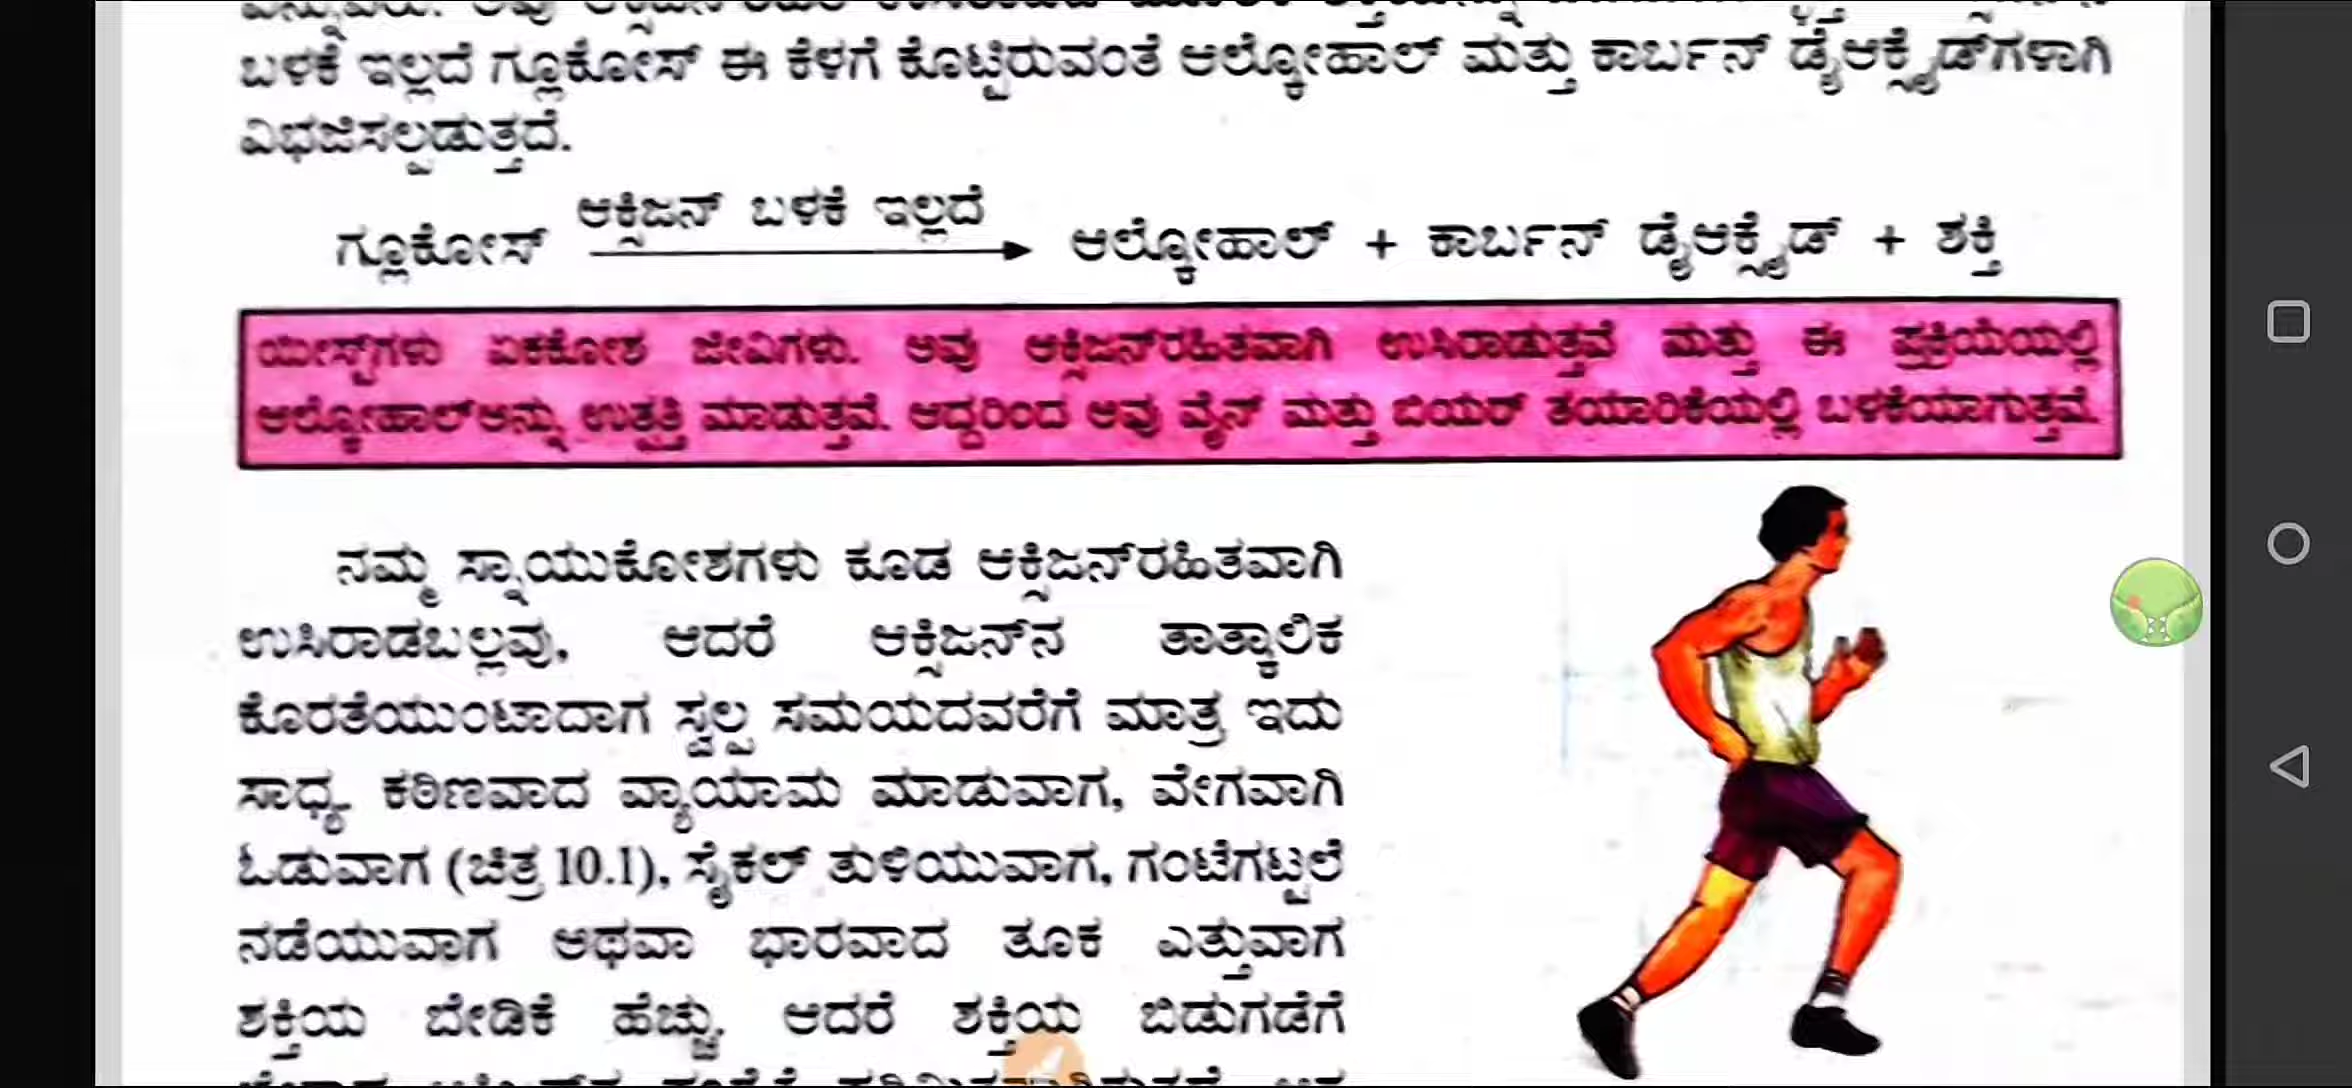 ಬಳಕೆ ಇಲ್ಲದೆ ಗ್ಲೂಕೋಸ್ ಈ ಕೆಳಗೆ ಕೊಟ್ಟಿರುವಂತೆ ಆಲ್ಕೋಹಾಲ್ ಮತ್ತು ಕಾರ್ಬನ್ ಡೈಆಕ್ಸೈಡ್‌ಗಳಾಗಿ
ವಿಭಜಿಸಲ್ಪಡುತ್ತದೆ.
ಆಕ್ಸಿಜನ್ ಬಳಕೆ ಇಲ್ಲದೆ
ಗ್ಲೂಕೋಸ್ ⟶ ಆಲ್ಕೋಹಾಲ್ + ಕಾರ್ಬನ್ ಡೈಆಕ್ಸೈಡ್ + ಶಕ್ತಿ
ಯೀಸ್ಟ್‌ಗಳು ಏಕಕೋಶ ಜೀವಿಗಳು. ಅವು ಆಕ್ಸಿಜನ್‌ರಹಿತವಾಗಿ ಉಸಿರಾಡುತ್ತವೆ ಮತ್ತು ಈ ಪ್ರಕ್ರಿಯೆಯಲ್ಲಿ
ಆಲ್ಕೋಹಾಲ್‌ಅನ್ನು ಉತ್ಪತ್ತಿ ಮಾಡುತ್ತವೆ. ಆದ್ದರಿಂದ ಅವು ವೈನ್ ಮತ್ತು ಬಿಯರ್ ತಯಾರಿಕೆಯಲ್ಲಿ ಬಳಕೆಯಾಗುತ್ತವೆ.
ನಮ್ಮ ಸ್ನಾಯುಕೋಶಗಳು ಕೂಡ ಆಕ್ಸಿಜನ್‌ರಹಿತವಾಗಿ
ಉಸಿರಾಡಬಲ್ಲವು, ಆದರೆ ಆಕ್ಸಿಜನ್‌ನ ತಾತ್ಕಾಲಿಕ
ಕೊರತೆಯುಂಟಾದಾಗ ಸ್ವಲ್ಪ ಸಮಯದವರೆಗೆ ಮಾತ್ರ ಇದು
ಸಾಧ್ಯ. ಕಠಿಣವಾದ ವ್ಯಾಯಾಮ ಮಾಡುವಾಗ, ವೇಗವಾಗಿ
ಓಡುವಾಗ (ಚಿತ್ರ 10.1), ಸೈಕಲ್ ತುಳಿಯುವಾಗ, ಗಂಟೆಗಟ್ಟಲೆ
ನಡೆಯುವಾಗ ಅಥವಾ ಭಾರವಾದ ತೂಕ ಎತ್ತುವಾಗ
ಶಕ್ತಿಯ ಬೇಡಿಕೆ ಹೆಚ್ಚು. ಆದರೆ ಶಕ್ತಿಯ ಬಿಡುಗಡೆಗೆ